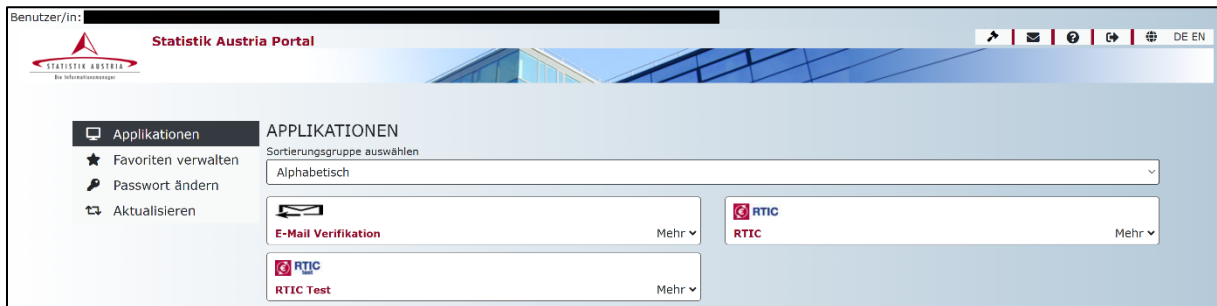 Benutzer/in:
Statistik Austria Portal
DE EN
STATISTIK AUSTRIA
Die Informationsmanager
Applikationen
Favoriten verwalten
Passwort ändern
Aktualisieren
APPLIKATIONEN
Sortierungsgruppe auswählen
Alphabetisch
E-Mail Verifikation
Mehr
RTIC
RTIC
Mehr
RTIC
test
RTIC Test
Mehr